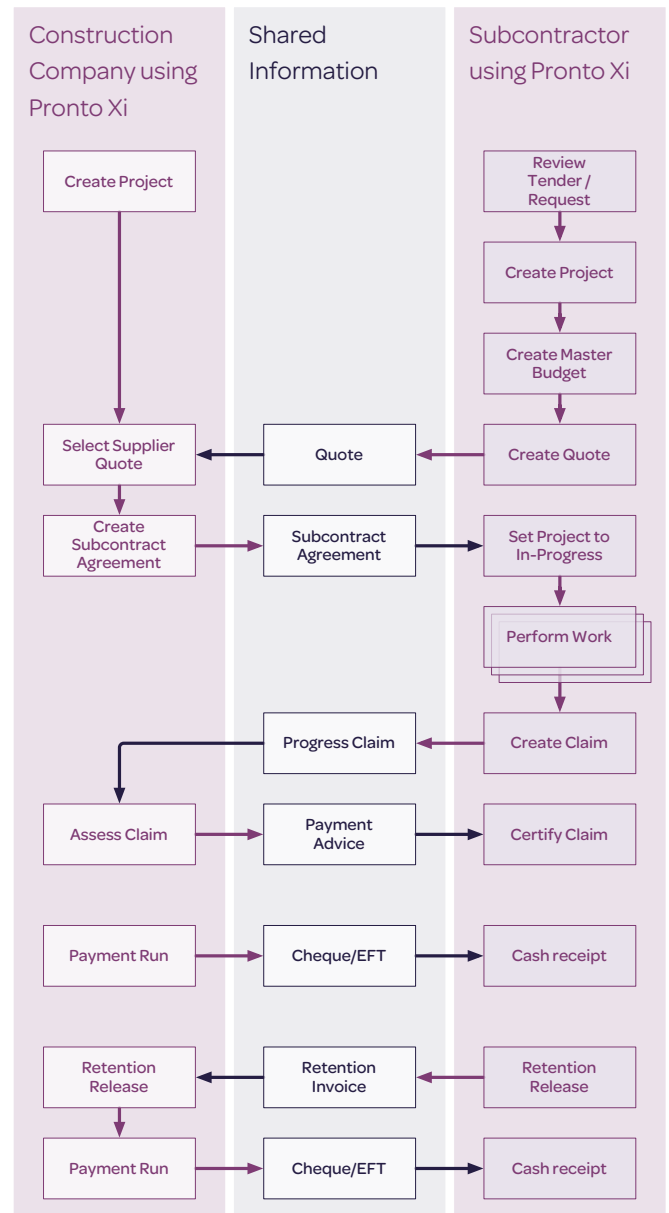 Construction
Company using
Pronto Xi
Shared
Information
Subcontractor
using Pronto Xi
Create Project
Review
Tender /
Request
Create Project
Create Master
Budget
Select Supplier
Quote
Quote
Create Quote
Create
Subcontract
Agreement
Subcontract
Agreement
Set Project to
In-Progress
Perform Work
Progress Claim
Create Claim
Assess Claim
Payment
Advice
Certify Claim
Payment Run
Cheque/EFT
Cash receipt
Retention
Release
Retention
Invoice
Retention
Release
Payment Run
Cheque/EFT
Cash receipt